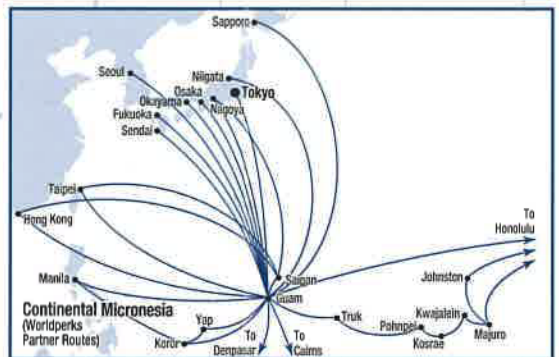 Sapporo
Seoul
Niigata
Osaka
Tokyo
Okayama
Nagoya
Fukuoka
Sendai
Taipei
Hong Kong
To
Honolulu
Manila
Saipan
Johnston
Guam
Continental Micronesia
(Worldperks
Partner Routes)
Yap
Koror
To
Denpasar
To
Cairns
Truk
Pohnpei
Kwajalein
Kosrae
Majuro